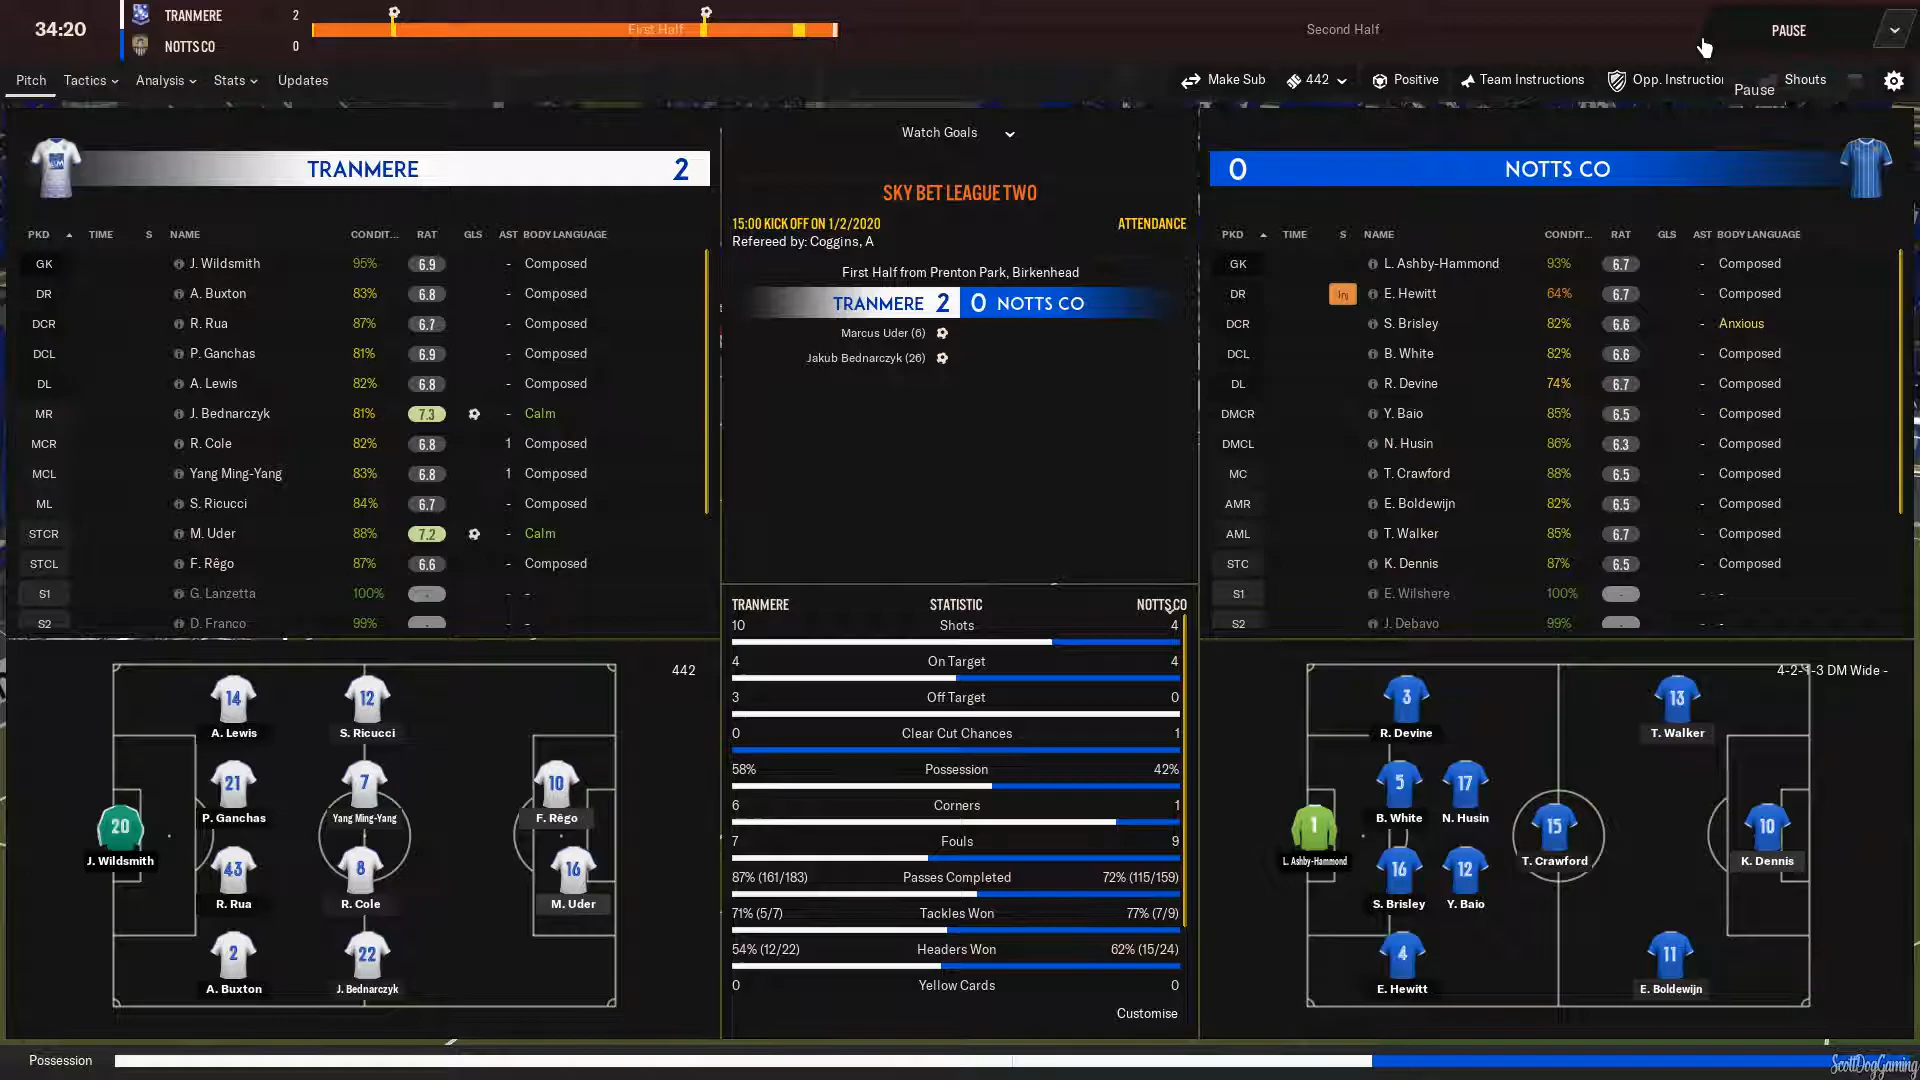 34:20
TRANMERE 2
NOTTS CO 0
First Half
Second Half
PAUSE
Pitch Tactics Analysis Stats Updates
Make Sub 442 Positive Team Instructions Opp. Instruction Shouts
Pause
TRANMERE 2
PKD TIME S NAME CONDIT... RAT GLS AST BODY LANGUAGE
GK J. Wildsmith 95% 6.9 - Composed
DR A. Buxton 83% 6.8 - Composed
DCR R. Rua 87% 6.7 - Composed
DCL P. Ganchas 81% 6.9 - Composed
DL A. Lewis 82% 6.8 - Composed
MR J. Bednarczyk 81% 7.3 - Calm
MCR R. Cole 82% 6.8 1 Composed
MCL Yang Ming-Yang 83% 6.8 1 Composed
ML S. Ricucci 84% 6.7 - Composed
STCR M. Uder 88% 7.2 - Calm
STCL F. Rêgo 87% 6.6 - Composed
S1 G. Lanzetta 100% - - -
S2 D. Franco 99% - - -
Watch Goals
SKY BET LEAGUE TWO
15:00 KICK OFF ON 1/2/2020 ATTENDANCE
Refereed by: Coggins, A
First Half from Prenton Park, Birkenhead
TRANMERE 2 0 NOTTS CO
Marcus Uder (6)
Jakub Bednarczyk (26)
0 NOTTS CO
PKD TIME S NAME CONDIT... RAT GLS AST BODY LANGUAGE
GK L. Ashby-Hammond 93% 6.7 - Composed
DR Inj E. Hewitt 64% 6.7 - Composed
DCR S. Brisley 82% 6.6 - Anxious
DCL B. White 82% 6.6 - Composed
DL R. Devine 74% 6.7 - Composed
DMCR Y. Baio 85% 6.5 - Composed
DMCL N. Husin 86% 6.3 - Composed
MC T. Crawford 88% 6.5 - Composed
AMR E. Boldewijn 82% 6.5 - Composed
AML T. Walker 85% 6.7 - Composed
STC K. Dennis 87% 6.5 - Composed
S1 E. Wilshere 100% - - -
S2 J. Debavo 99% - - -
442
14
A. Lewis
12
S. Ricucci
21
P. Ganchas
7
Yang Ming-Yang
10
F. Rêgo
20
J. Wildsmith
43
R. Rua
8
R. Cole
16
M. Uder
2
A. Buxton
22
J. Bednarczyk
TRANMERE STATISTIC NOTTS CO
10 Shots 4
4 On Target 4
3 Off Target 0
0 Clear Cut Chances 1
58% Possession 42%
6 Corners 1
7 Fouls 9
87% (161/183) Passes Completed 72% (115/159)
71% (5/7) Tackles Won 77% (7/9)
54% (12/22) Headers Won 62% (15/24)
0 Yellow Cards 0
Customise
4-2-1-3 DM Wide -
3
R. Devine
13
T. Walker
5
B. White
17
N. Husin
1
L. Ashby-Hammond
15
T. Crawford
10
K. Dennis
16
S. Brisley
12
Y. Baio
4
E. Hewitt
11
E. Boldewijn
Possession
ScottDogGaming